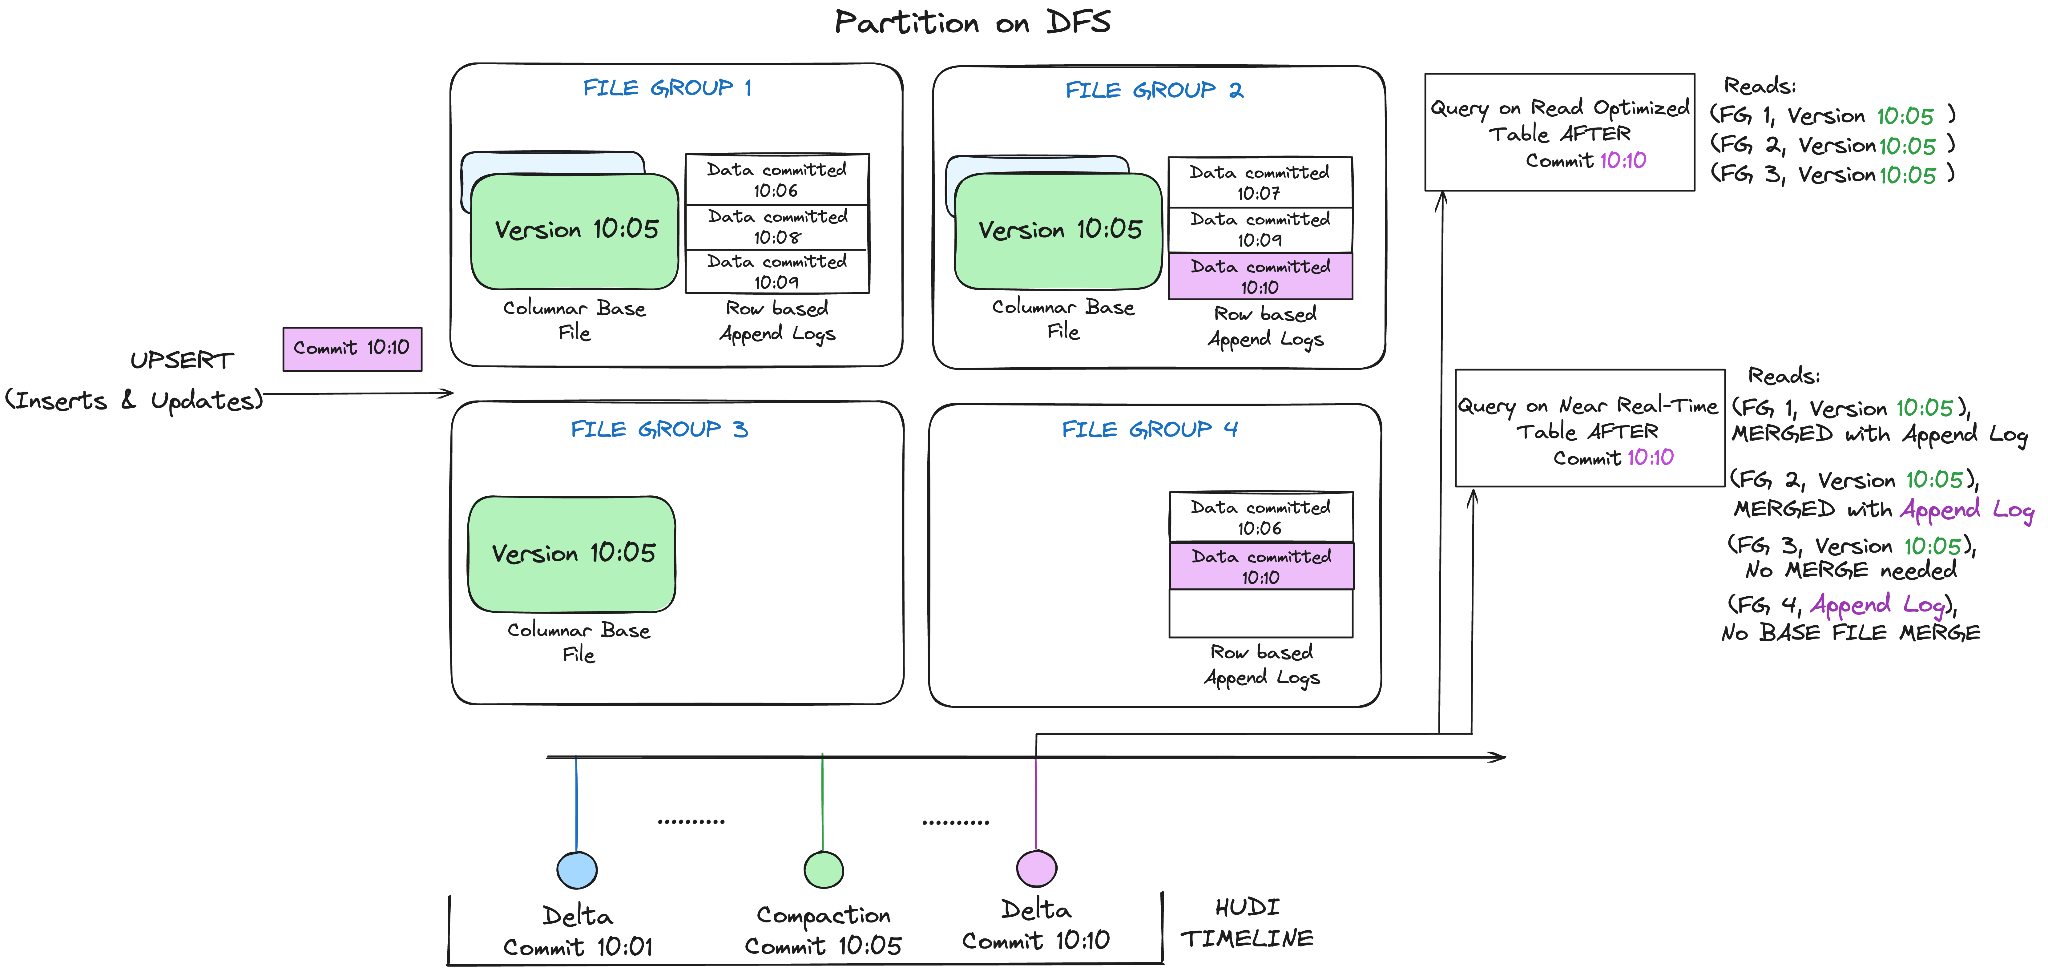 Partition on DFS
FILE GROUP 1
Version 10:05
Columnar Base
File
Data committed
10:06
Data committed
10:08
Data committed
10:09
Row based
Append Logs
FILE GROUP 2
Version 10:05
Columnar Base
File
Data committed
10:07
Data committed
10:09
Data committed
10:10
Row based
Append Logs
Query on Read Optimized
Table AFTER
Commit 10:10
Reads:
(FG 1, Version 10:05 )
(FG 2, Version 10:05 )
(FG 3, Version 10:05 )
UPSERT
(Inserts & Updates)
Commit 10:10
FILE GROUP 3
Version 10:05
Columnar Base
File
FILE GROUP 4
Data committed
10:06
Data committed
10:10
Row based
Append Logs
Query on Near Real-Time
Table AFTER
Commit 10:10
Reads:
(FG 1, Version 10:05),
MERGED with Append Log
(FG 2, Version 10:05),
MERGED with Append Log
(FG 3, Version 10:05),
No MERGE needed
(FG 4, Append Log),
No BASE FILE MERGE
..........
..........
Delta
Commit 10:01
Compaction
Commit 10:05
Delta
Commit 10:10
HUDI
TIMELINE